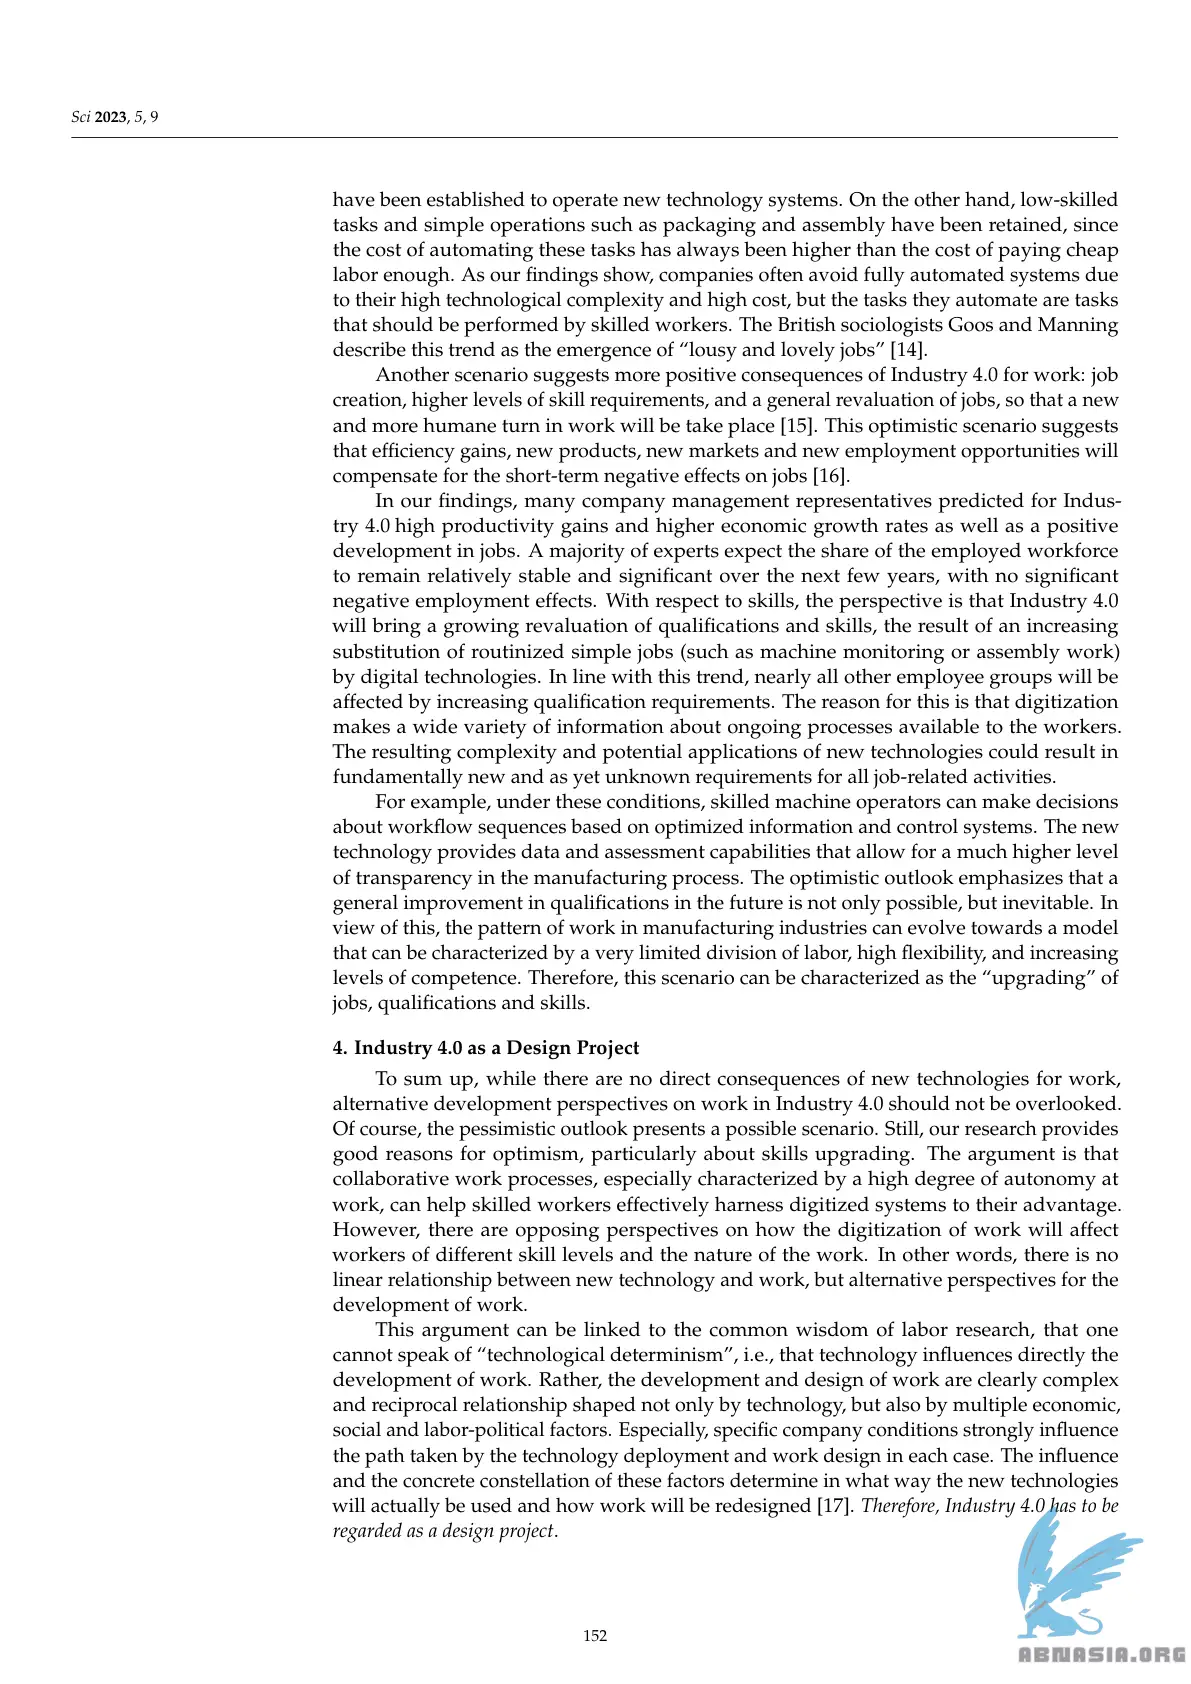 Sci 2023, 5, 9
have been established to operate new technology systems. On the other hand, low-skilled
tasks and simple operations such as packaging and assembly have been retained, since
the cost of automating these tasks has always been higher than the cost of paying cheap
labor enough. As our findings show, companies often avoid fully automated systems due
to their high technological complexity and high cost, but the tasks they automate are tasks
that should be performed by skilled workers. The British sociologists Goos and Manning
describe this trend as the emergence of “lousy and lovely jobs” [14].
Another scenario suggests more positive consequences of Industry 4.0 for work: job
creation, higher levels of skill requirements, and a general revaluation of jobs, so that a new
and more humane turn in work will be take place [15]. This optimistic scenario suggests
that efficiency gains, new products, new markets and new employment opportunities will
compensate for the short-term negative effects on jobs [16].
In our findings, many company management representatives predicted for Indus-
try 4.0 high productivity gains and higher economic growth rates as well as a positive
development in jobs. A majority of experts expect the share of the employed workforce
to remain relatively stable and significant over the next few years, with no significant
negative employment effects. With respect to skills, the perspective is that Industry 4.0
will bring a growing revaluation of qualifications and skills, the result of an increasing
substitution of routinized simple jobs (such as machine monitoring or assembly work)
by digital technologies. In line with this trend, nearly all other employee groups will be
affected by increasing qualification requirements. The reason for this is that digitization
makes a wide variety of information about ongoing processes available to the workers.
The resulting complexity and potential applications of new technologies could result in
fundamentally new and as yet unknown requirements for all job-related activities.
For example, under these conditions, skilled machine operators can make decisions
about workflow sequences based on optimized information and control systems. The new
technology provides data and assessment capabilities that allow for a much higher level
of transparency in the manufacturing process. The optimistic outlook emphasizes that a
general improvement in qualifications in the future is not only possible, but inevitable. In
view of this, the pattern of work in manufacturing industries can evolve towards a model
that can be characterized by a very limited division of labor, high flexibility, and increasing
levels of competence. Therefore, this scenario can be characterized as the “upgrading” of
jobs, qualifications and skills.
4. Industry 4.0 as a Design Project
To sum up, while there are no direct consequences of new technologies for work,
alternative development perspectives on work in Industry 4.0 should not be overlooked.
Of course, the pessimistic outlook presents a possible scenario. Still, our research provides
good reasons for optimism, particularly about skills upgrading. The argument is that
collaborative work processes, especially characterized by a high degree of autonomy at
work, can help skilled workers effectively harness digitized systems to their advantage.
However, there are opposing perspectives on how the digitization of work will affect
workers of different skill levels and the nature of the work. In other words, there is no
linear relationship between new technology and work, but alternative perspectives for the
development of work.
This argument can be linked to the common wisdom of labor research, that one
cannot speak of “technological determinism”, i.e., that technology influences directly the
development of work. Rather, the development and design of work are clearly complex
and reciprocal relationship shaped not only by technology, but also by multiple economic,
social and labor-political factors. Especially, specific company conditions strongly influence
the path taken by the technology deployment and work design in each case. The influence
and the concrete constellation of these factors determine in what way the new technologies
will actually be used and how work will be redesigned [17]. Therefore, Industry 4.0 has to be
regarded as a design project.
152
ABNASIA.ORG